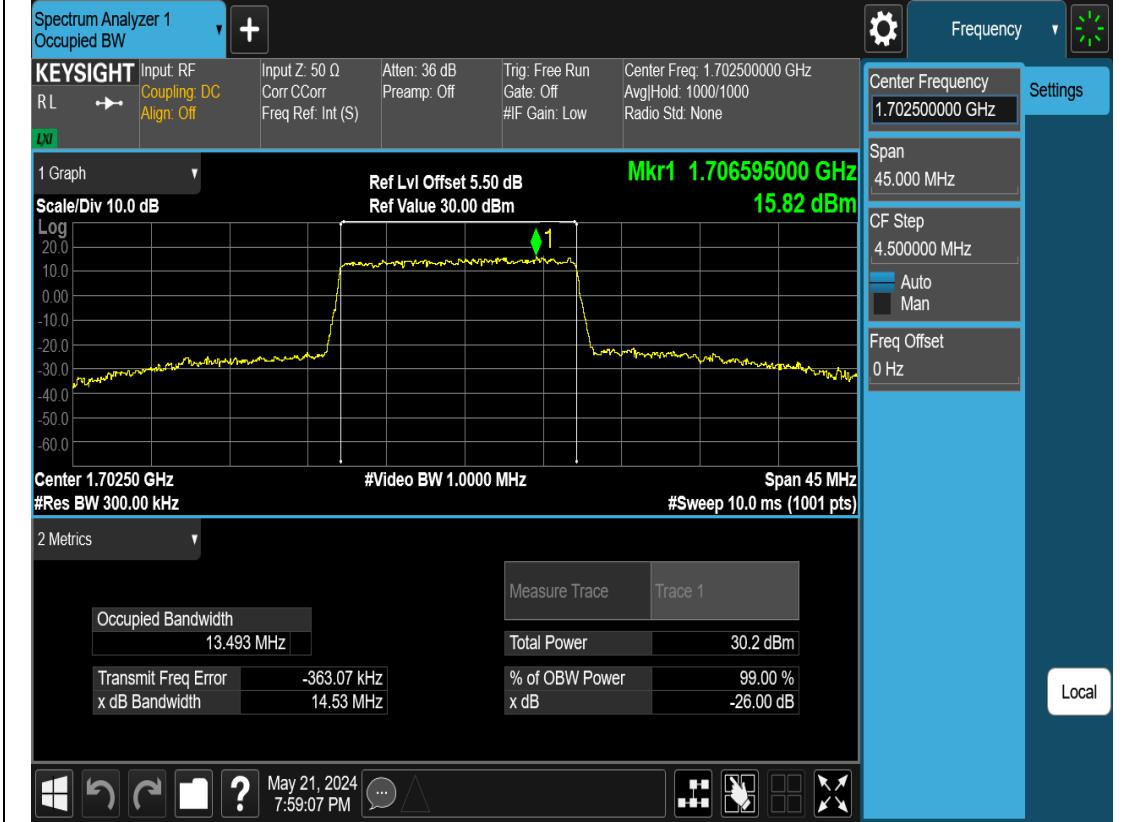 Spectrum Analyzer 1
Occupied BW
+
Frequency
KEYSIGHT
R L
LXI
Input: RF
Coupling: DC
Align: Off
Input Z: 50 Ω
Corr CCorr
Freq Ref: Int (S)
Atten: 36 dB
Preamp: Off
Trig: Free Run
Gate: Off
#IF Gain: Low
Center Freq: 1.702500000 GHz
Avg|Hold: 1000/1000
Radio Std: None
Center Frequency
1.702500000 GHz
Settings
Span
45.000 MHz
CF Step
4.500000 MHz
Auto
Man
Freq Offset
0 Hz
Local
1 Graph
Scale/Div 10.0 dB
Ref Lvl Offset 5.50 dB
Ref Value 30.00 dBm
Mkr1 1.706595000 GHz
15.82 dBm
Log
1
20.0
10.0
0.00
-10.0
-20.0
-30.0
-40.0
-50.0
-60.0
Center 1.70250 GHz
#Video BW 1.0000 MHz
Span 45 MHz
#Res BW 300.00 kHz
#Sweep 10.0 ms (1001 pts)
2 Metrics
Measure Trace Trace 1
Occupied Bandwidth
13.493 MHz
Total Power 30.2 dBm
Transmit Freq Error -363.07 kHz
% of OBW Power 99.00 %
x dB Bandwidth 14.53 MHz
x dB -26.00 dB
?
May 21, 2024
7:59:07 PM